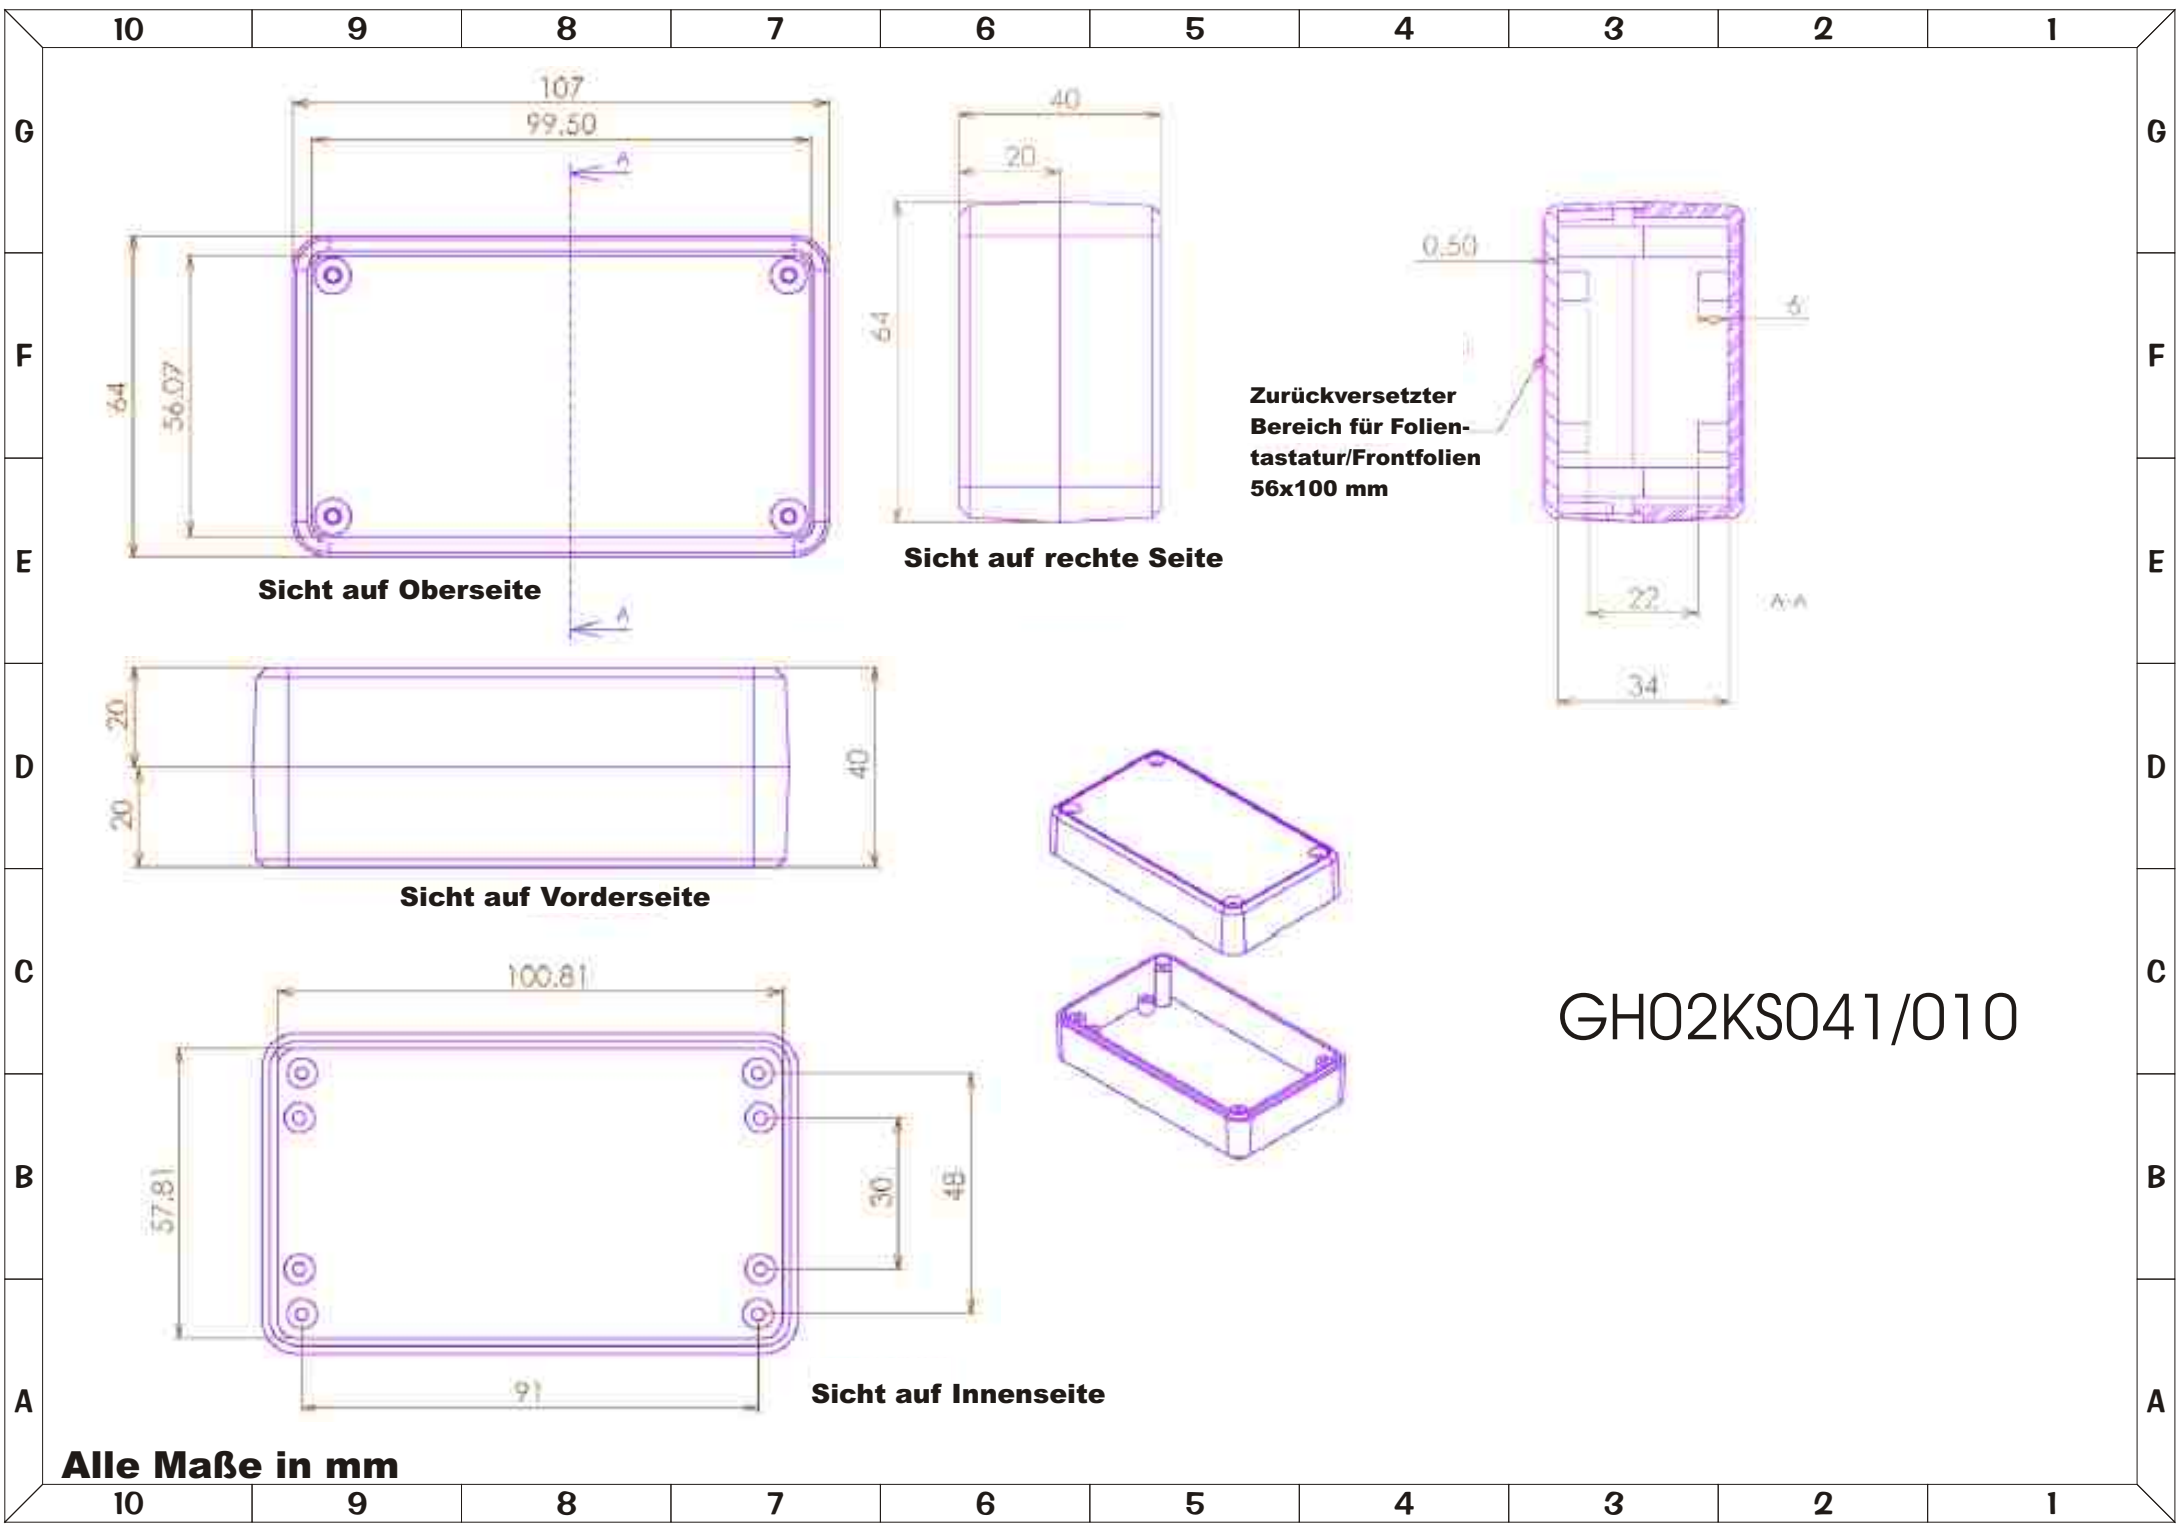 10 9 8 7 6 5 4 3 2 1
G G
F F
E E
D D
C C
B B
A A
107
99.50
A
64
56.07
A
Sicht auf Oberseite
40
20
64
Sicht auf rechte Seite
0.50
6
Zurückversetzter
Bereich für Folien-
tastatur/Frontfolien
56x100 mm
22
A-A
34
20
20
40
Sicht auf Vorderseite
100.81
57.81
30
48
91
Sicht auf Innenseite
GH02KS041/010
Alle Maße in mm
10 9 8 7 6 5 4 3 2 1